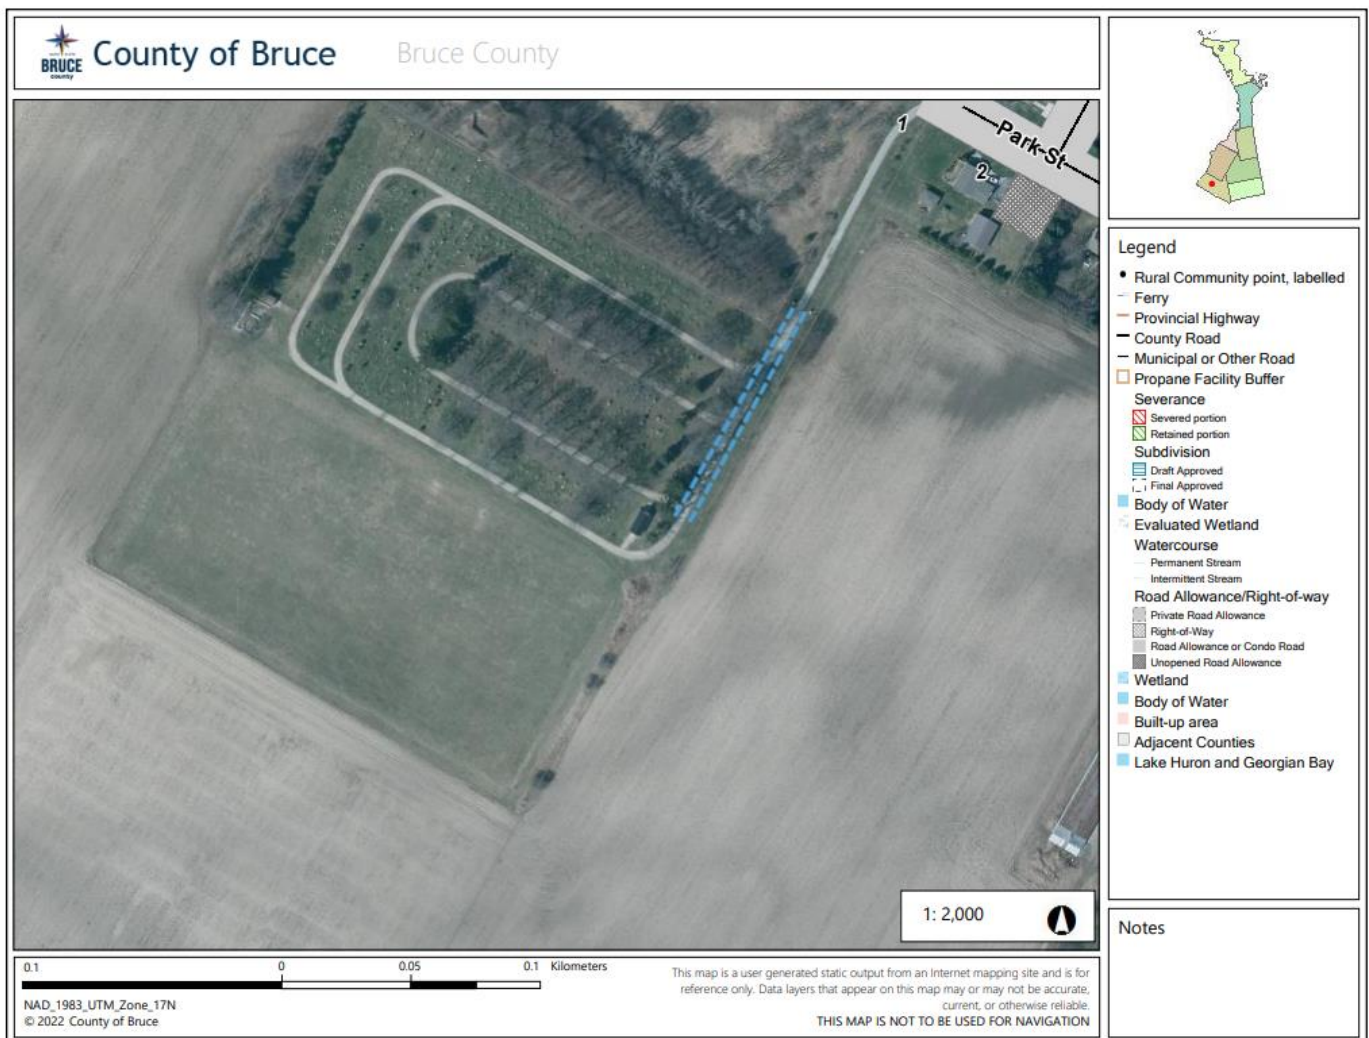 BRUCE
county
County of Bruce
Bruce County
1
Park St
2
1: 2,000
Legend
Rural Community point, labelled
Ferry
Provincial Highway
County Road
Municipal or Other Road
Propane Facility Buffer
Severance
Severed portion
Retained portion
Subdivision
Draft Approved
Final Approved
Body of Water
Evaluated Wetland
Watercourse
Permanent Stream
Intermittent Stream
Road Allowance/Right-of-way
Private Road Allowance
Right-of-Way
Road Allowance or Condo Road
Unopened Road Allowance
Wetland
Body of Water
Built-up area
Adjacent Counties
Lake Huron and Georgian Bay
Notes
0.1 0 0.05 0.1 Kilometers
NAD_1983_UTM_Zone_17N
© 2022 County of Bruce
This map is a user generated static output from an Internet mapping site and is for
reference only. Data layers that appear on this map may or may not be accurate,
current, or otherwise reliable.
THIS MAP IS NOT TO BE USED FOR NAVIGATION